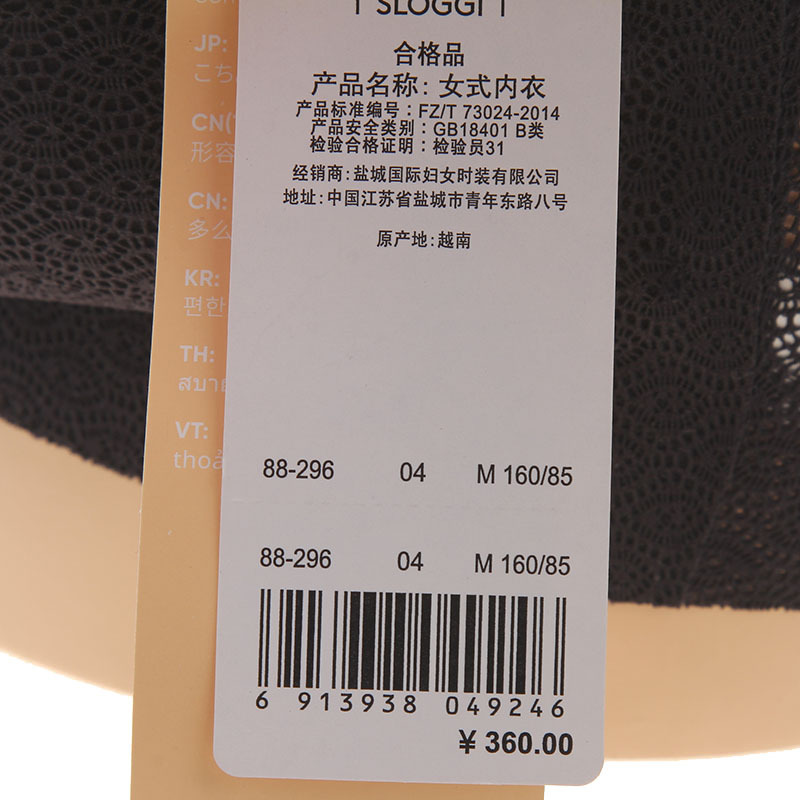 SLOGGI
合格品
产品名称: 女式内衣
产品标准编号: FZ/T 73024-2014
产品安全类别: GB18401 B类
检验合格证明: 检验员31
经销商: 盐城国际妇女时装有限公司
地址: 中国江苏省盐城市青年东路八号
原产地: 越南
88-296 04 M 160/85
88-296 04 M 160/85
6 913938 049246
¥ 360.00
JP:
こち
CN(
形容
CN:
多么
KR:
편한
TH:
สบาย
VT:
thoả